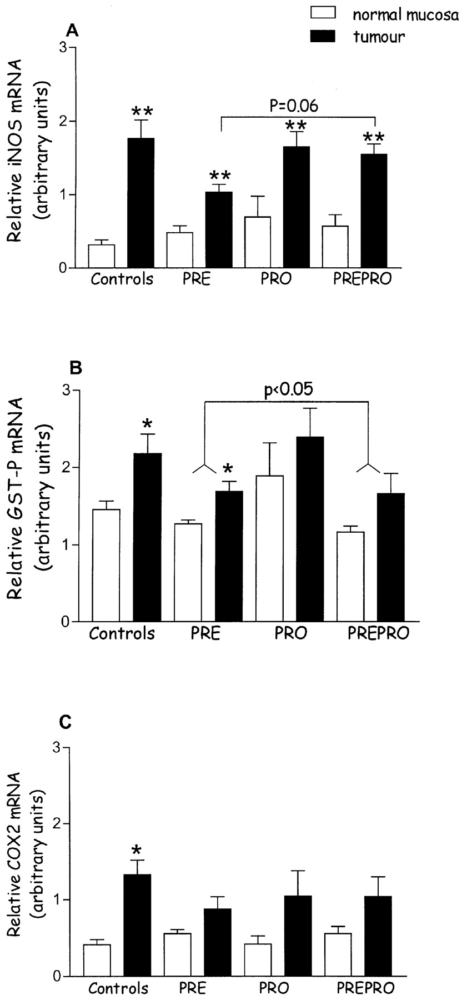 normal mucosa
tumour
A
Relative iNOS mRNA
(arbitrary units)
3
2
1
0
P=0.06
**
**
**
**
Controls PRE PRO PREPRO
B
Relative GST-P mRNA
(arbitrary units)
3
2
1
0
p<0.05
*
*
Controls PRE PRO PREPRO
C
Relative COX2 mRNA
(arbitrary units)
3
2
1
0
*
Controls PRE PRO PREPRO